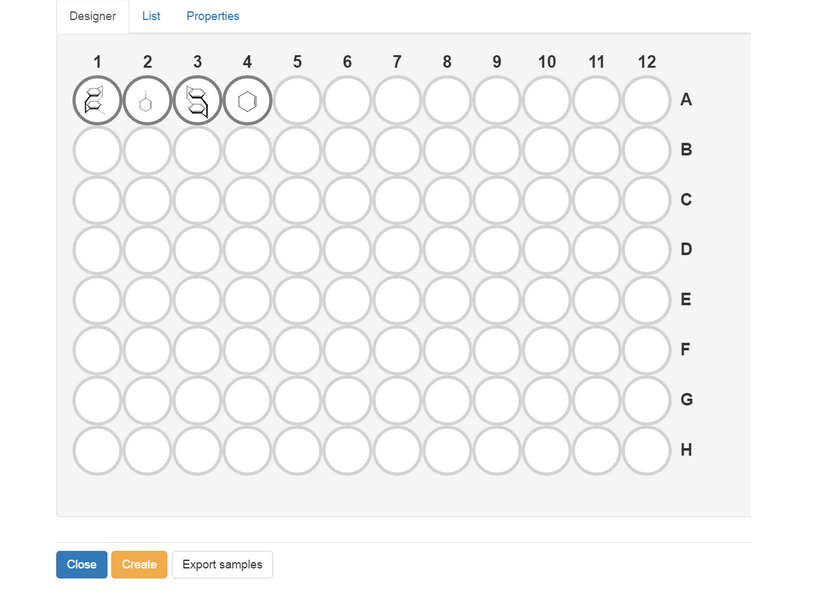 Designer List Properties
1 2 3 4 5 6 7 8 9 10 11 12
A
B
C
D
E
F
G
H
Close Create Export samples